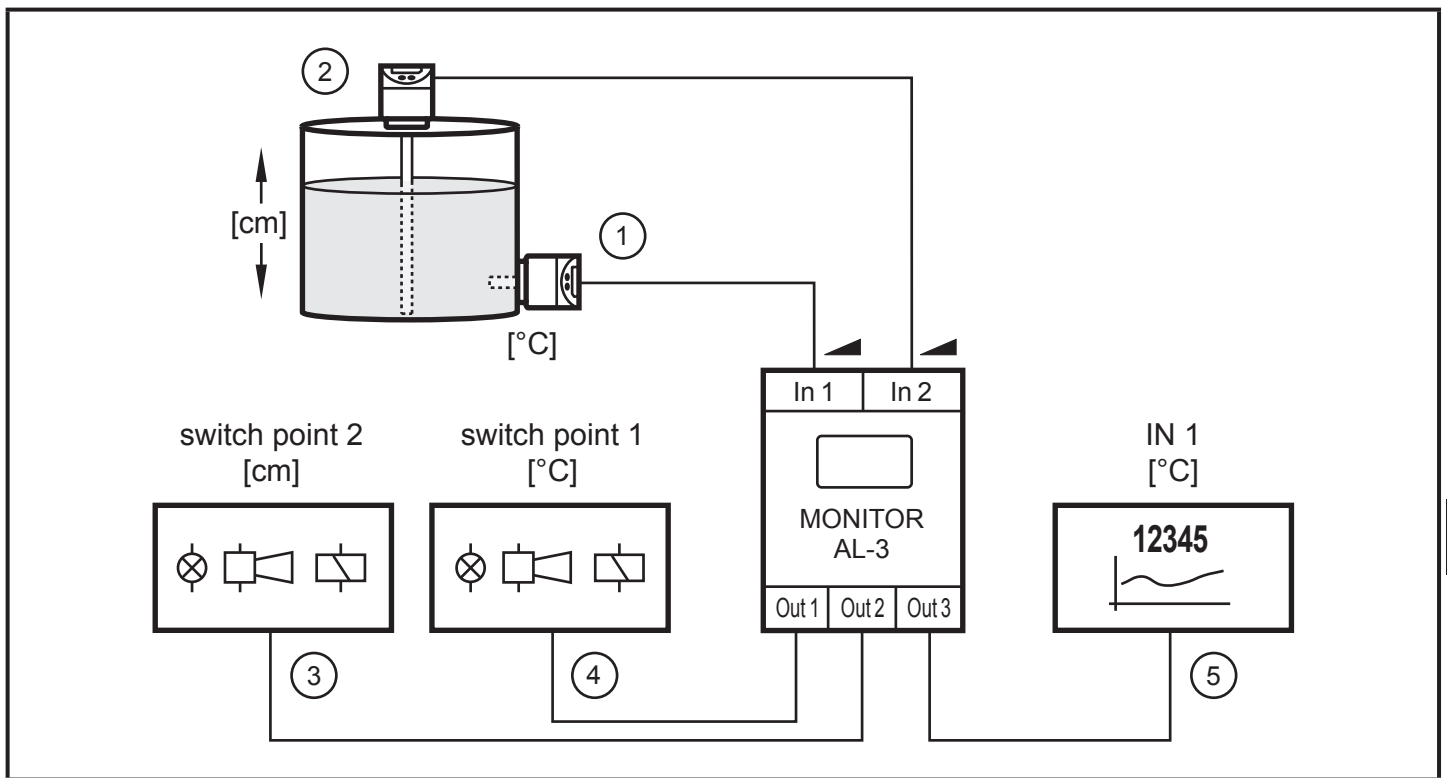 2
[cm]
1
[°C]
In 1 In 2
switch point 2
[cm]
switch point 1
[°C]
MONITOR
AL-3
IN 1
[°C]
12345
Out 1 Out 2 Out 3
3
4
5